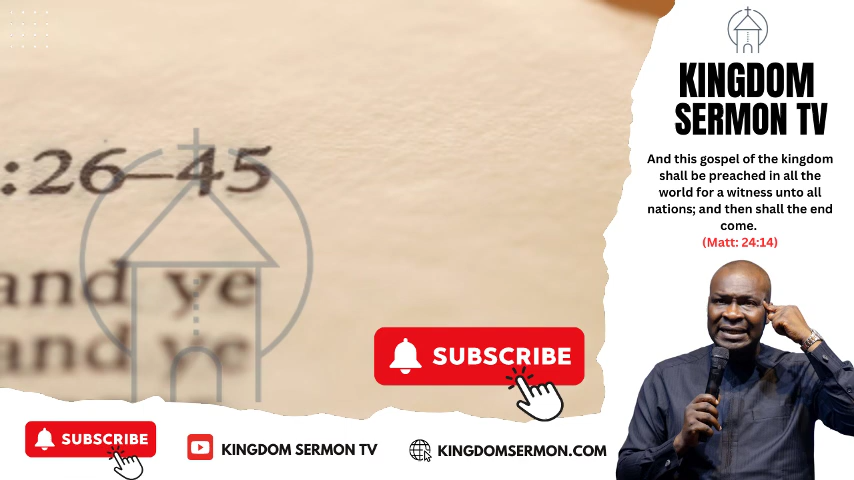 :26–45
and ye
and ye
SUBSCRIBE
SUBSCRIBE
KINGDOM SERMON TV
KINGDOMSERMON.COM
KINGDOM
SERMON TV
And this gospel of the kingdom
shall be preached in all the
world for a witness unto all
nations; and then shall the end
come.
(Matt: 24:14)